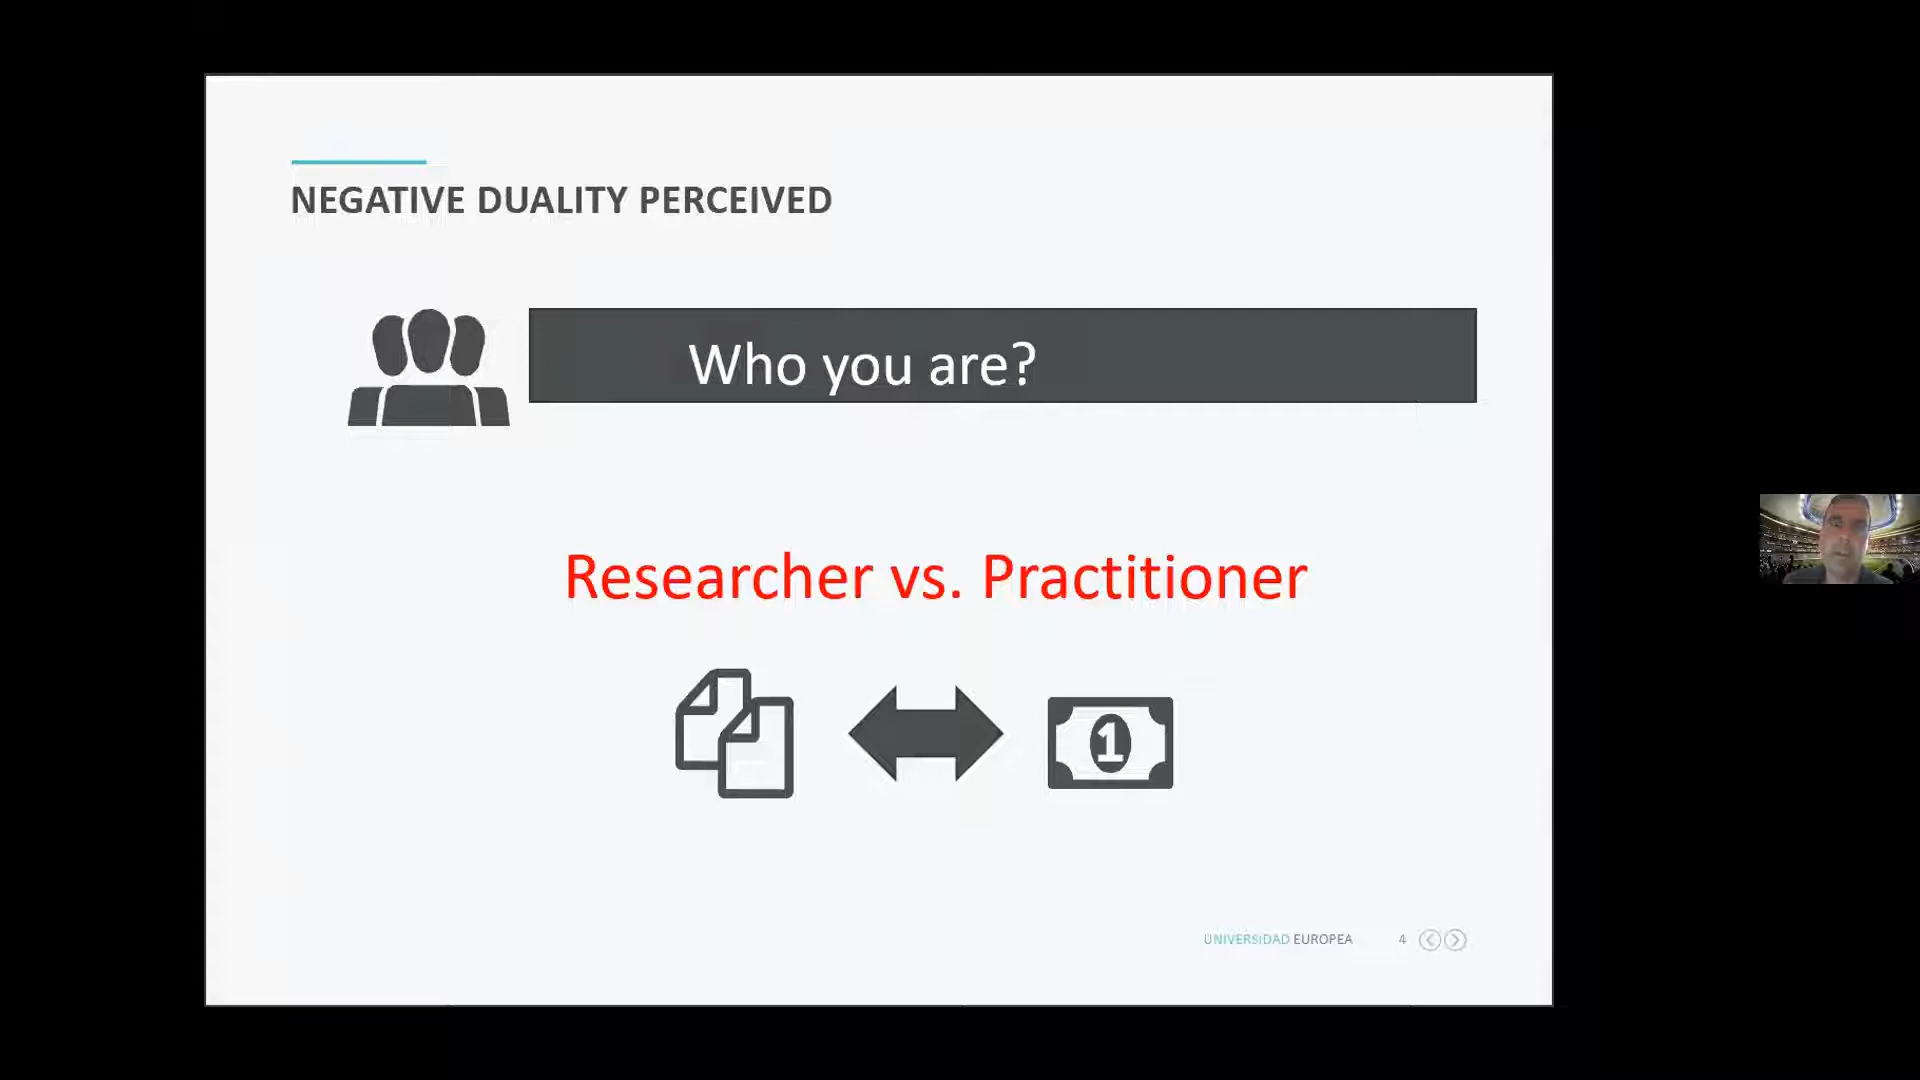 NEGATIVE DUALITY PERCEIVED
Who you are?
Researcher vs. Practitioner
1
UNIVERSIDAD EUROPEA 4